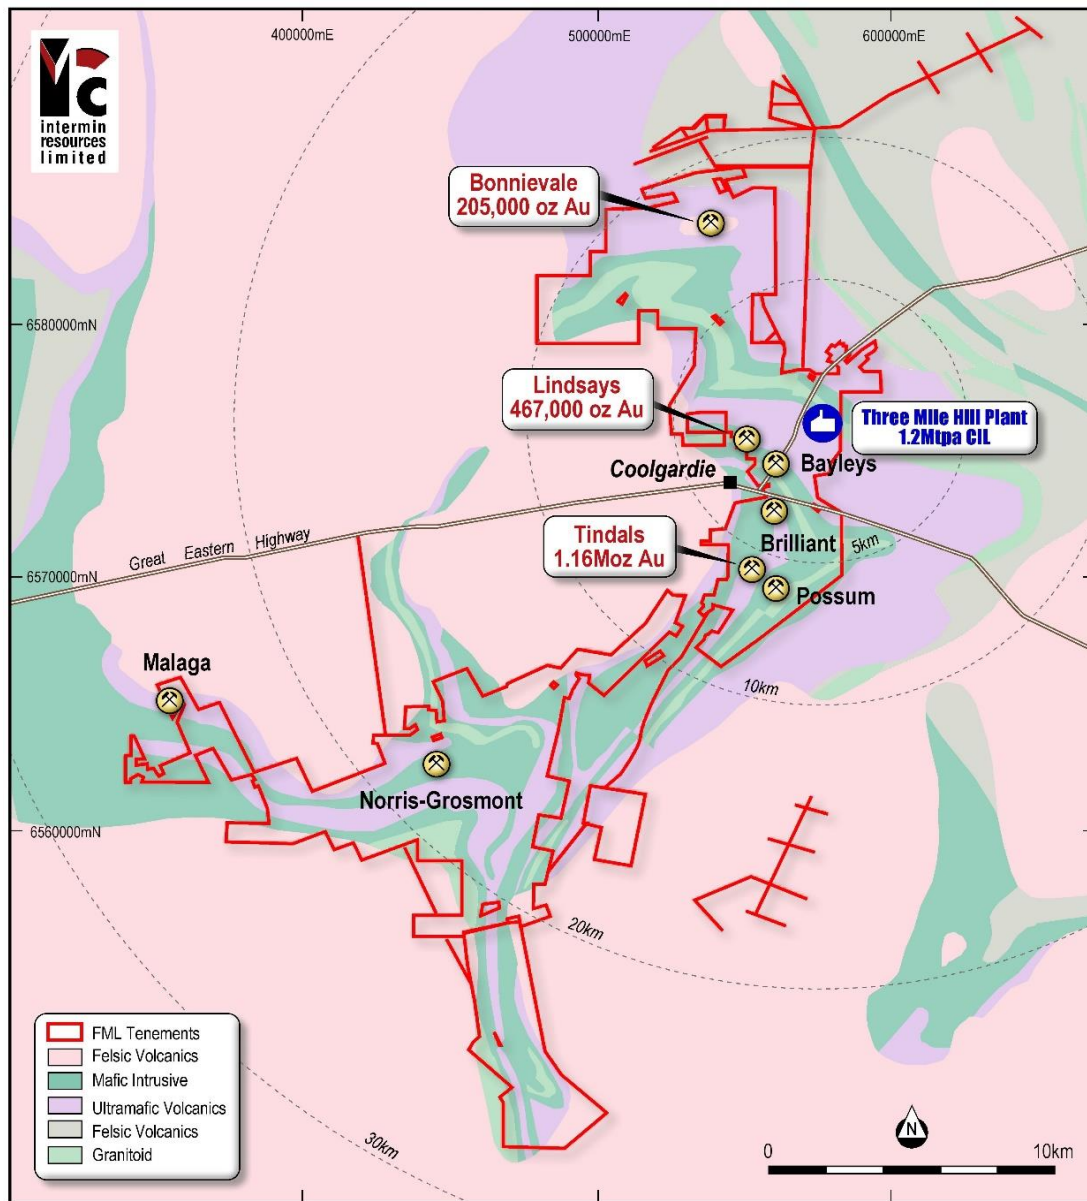 400000mE
500000mE
600000mE
intermin
resources
limited
Bonnievale
205,000 oz Au
6580000mN
Lindsays
467,000 oz Au
Three Mile Hill Plant
1.2Mtpa CIL
Bayleys
Coolgardie
Great Eastern Highway
Brilliant
5km
Tindals
1.16Moz Au
6570000mN
Possum
Malaga
10km
Norris-Grosmont
6560000mN
20km
FML Tenements
Felsic Volcanics
Mafic Intrusive
Ultramafic Volcanics
Felsic Volcanics
Granitoid
30km
N
0
10km